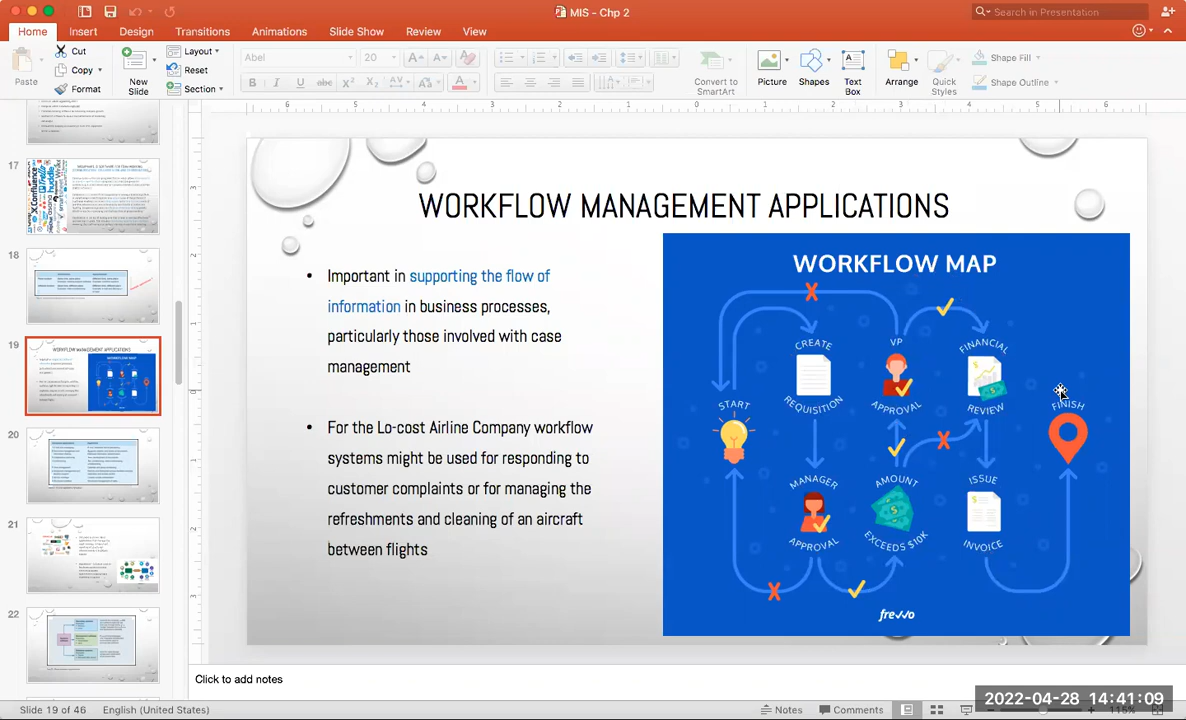 MIS - Chp 2
Search in Presentation
Home Insert Design Transitions Animations Slide Show Review View
Paste
Cut
Copy
Format
New Slide
Layout
Reset
Section
Abel 20
Convert to SmartArt
Picture Shapes Text Box Arrange Quick Styles
Shape Fill
Shape Outline
17
18
19
20
21
22
WORKFLOW MANAGEMENT APPLICATIONS
• Important in supporting the flow of
information in business processes,
particularly those involved with case
management
• For the Lo-cost Airline Company workflow
systems might be used for responding to
customer complaints or for managing the
refreshments and cleaning of an aircraft
between flights
WORKFLOW MAP
START
CREATE
REQUISITION
VP
APPROVAL
FINANCIAL
REVIEW
FINISH
MANAGER
APPROVAL
AMOUNT
EXCEEDS $10K
ISSUE
INVOICE
frevvo
Click to add notes
Slide 19 of 46 English (United States) Notes Comments
2022-04-28 14:41:09